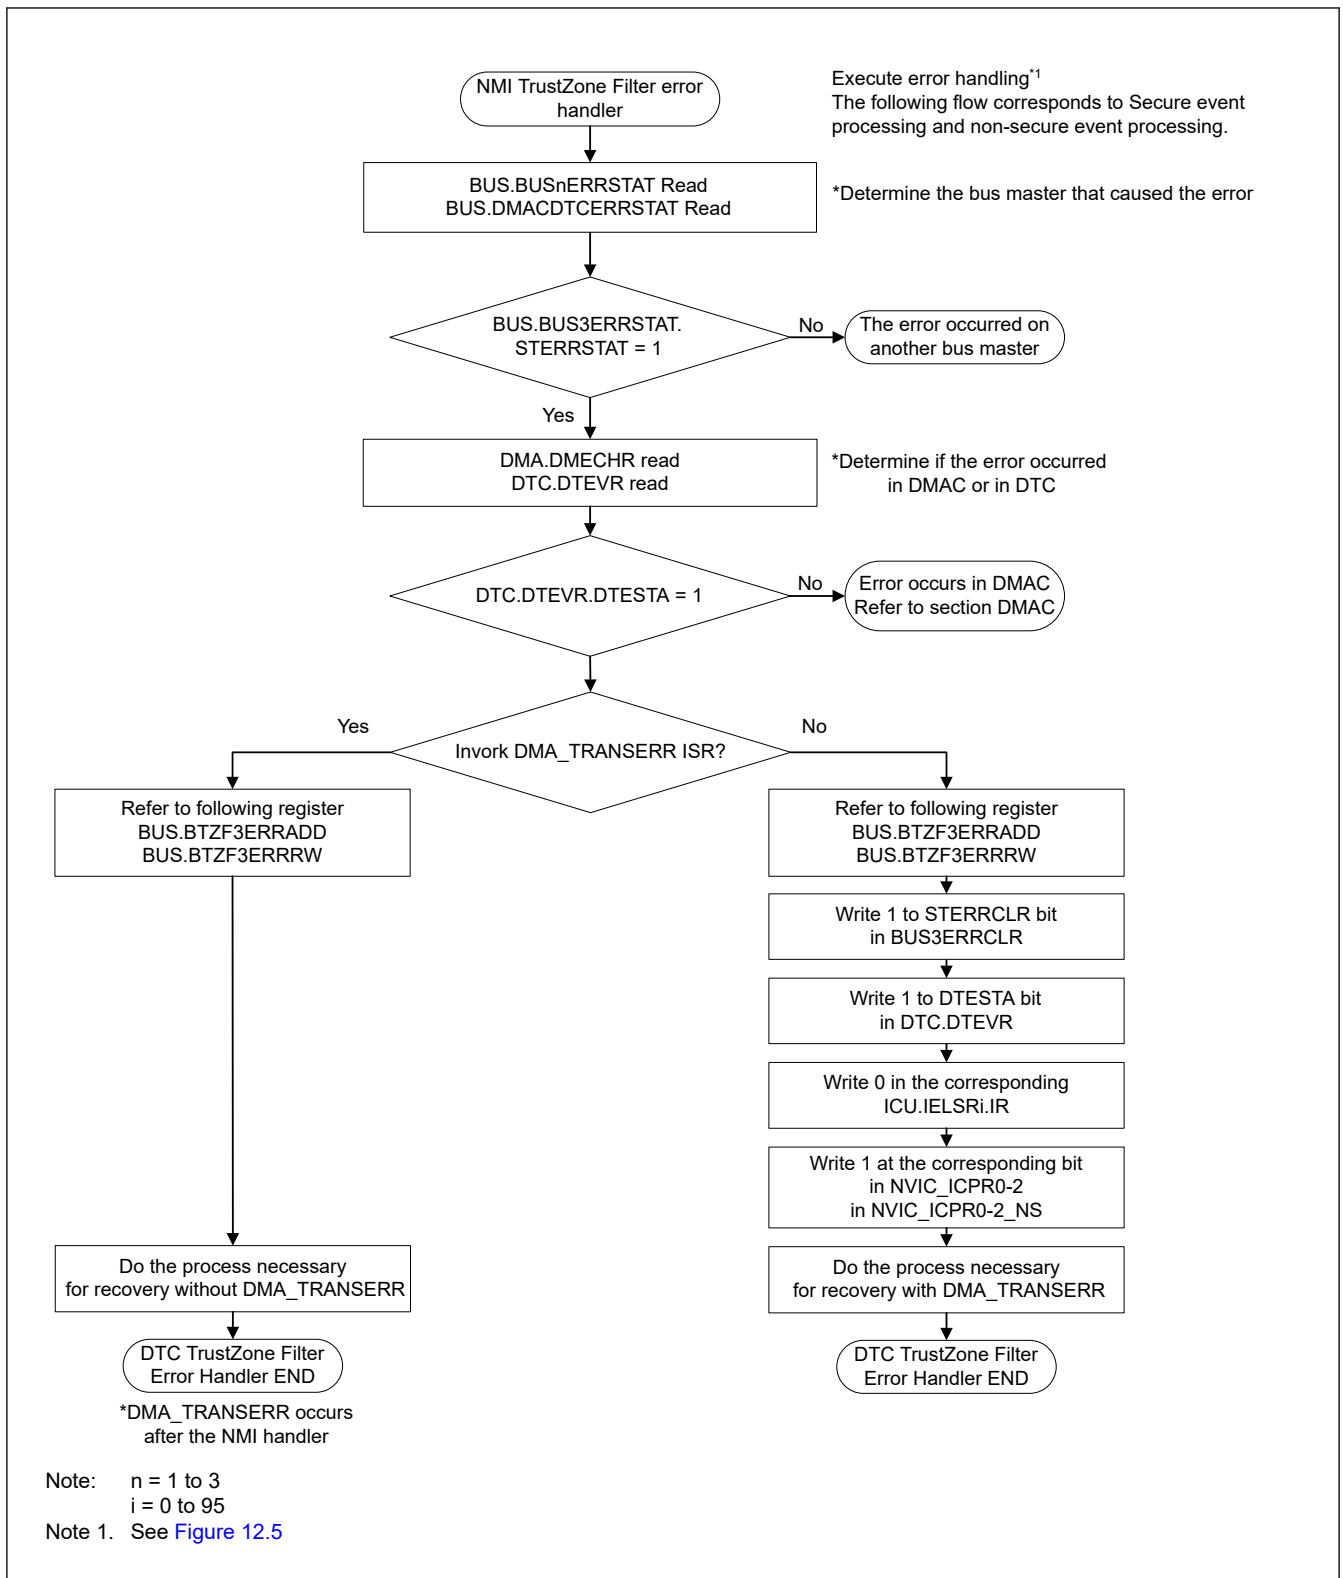 NMI TrustZone Filter error
handler
Execute error handling*1
The following flow corresponds to Secure event
processing and non-secure event processing.
BUS.BUSnERRSTAT Read
BUS.DMACDTCERRSTAT Read
*Determine the bus master that caused the error
BUS.BUS3ERRSTAT.
STERRSTAT = 1
No
The error occurred on
another bus master
Yes
DMA.DMECHR read
DTC.DTEVR read
*Determine if the error occurred
in DMAC or in DTC
DTC.DTEVR.DTESTA = 1
No
Error occurs in DMAC
Refer to section DMAC
Yes
Invork DMA_TRANSERR ISR?
No
Refer to following register
BUS.BTZF3ERRADD
BUS.BTZF3ERRRW
Refer to following register
BUS.BTZF3ERRADD
BUS.BTZF3ERRRW
Write 1 to STERRCLR bit
in BUS3ERRCLR
Write 1 to DTESTA bit
in DTC.DTEVR
Write 0 in the corresponding
ICU.IELSRi.IR
Write 1 at the corresponding bit
in NVIC_ICPR0-2
in NVIC_ICPR0-2_NS
Do the process necessary
for recovery without DMA_TRANSERR
Do the process necessary
for recovery with DMA_TRANSERR
DTC TrustZone Filter
Error Handler END
DTC TrustZone Filter
Error Handler END
*DMA_TRANSERR occurs
after the NMI handler
Note: n = 1 to 3
i = 0 to 95
Note 1. See Figure 12.5